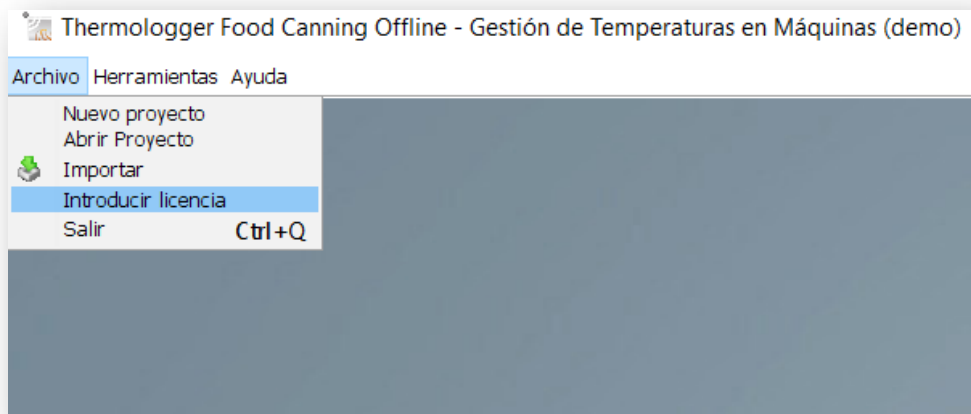 Thermologger Food Canning Offline - Gestión de Temperaturas en Máquinas (demo)
Archivo Herramientas Ayuda
Nuevo proyecto
Abrir Proyecto
Importar
Introducir licencia
Salir Ctrl+Q